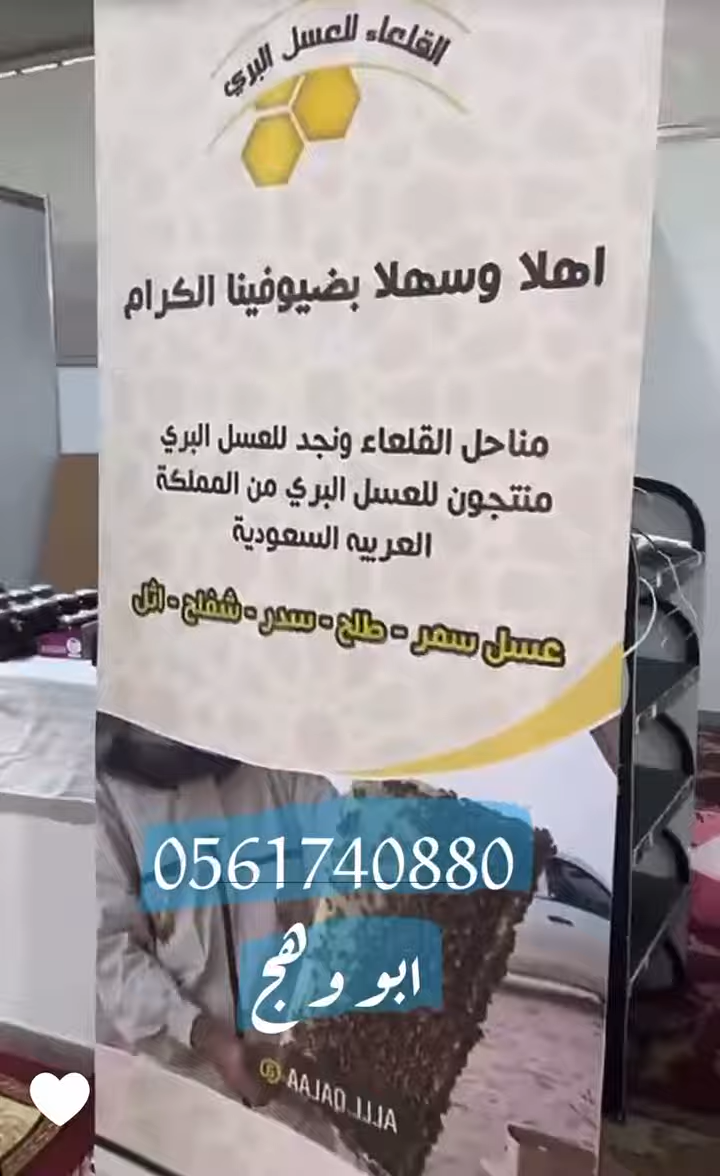 القلعاء للعسل البري
اهلا وسهلا بضيوفينا الكرام
مناحل القلعاء ونجد للعسل البري
منتجون للعسل البري من المملكة
العربيه السعودية
عسل سمر - طلح - سدر - شفلح - اثل
0561740880
ابو وهج
ALLL_QALAA